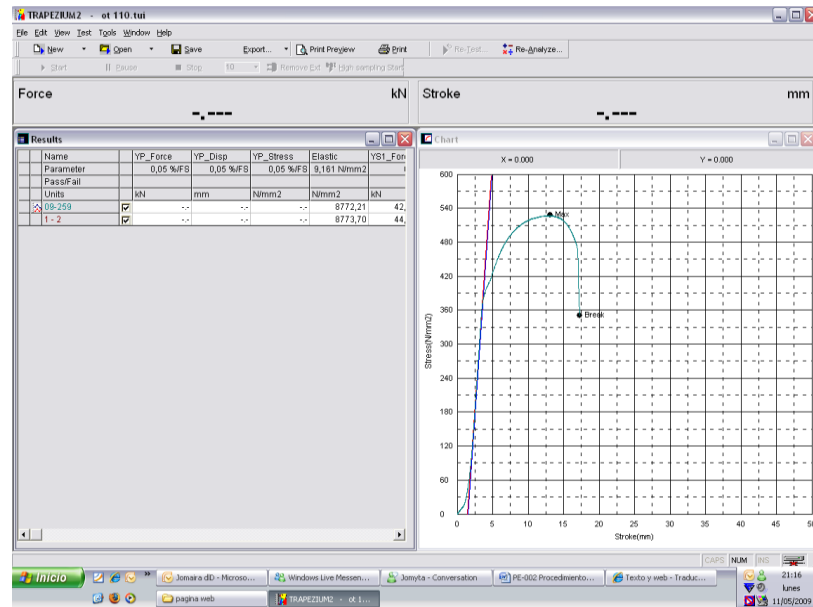 TRAPEZIUM2 - ot 110.tui
File Edit View Test Tools Window Help
New Open Save Export... Print Preview Print Re-Test... Re-Analyze...
Start Pause Stop 10 Remove Ext High sampling Start
Force kN Stroke mm
-.--- -.---
Results
Name YP_Force YP_Disp YP_Stress Elastic YS1_Forc
Parameter 0,05 %/FS 0,05 %/FS 0,05 %/FS 9,161 N/mm2
Pass/Fail
Units kN mm N/mm2 N/mm2 kN
09-259 -.- -.- -.- 8772,21 42,
1 - 2 -.- -.- -.- 8773,70 44,
Chart
X = 0.000 Y = 0.000
600
540
480
420
360
300
240
180
120
60
0
Stress(N/mm2)
Max
Break
0 5 10 15 20 25 30 35 40 45 50
Stroke(mm)
CAPS NUM INS
Inicio
Jomaira dD - Microso...
Windows Live Messen...
Jomyta - Conversation
PE-002 Procedimiento...
Texto y web - Traduc...
pagina web
TRAPEZIUM2 - ot 1...
21:16
lunes
11/05/2009